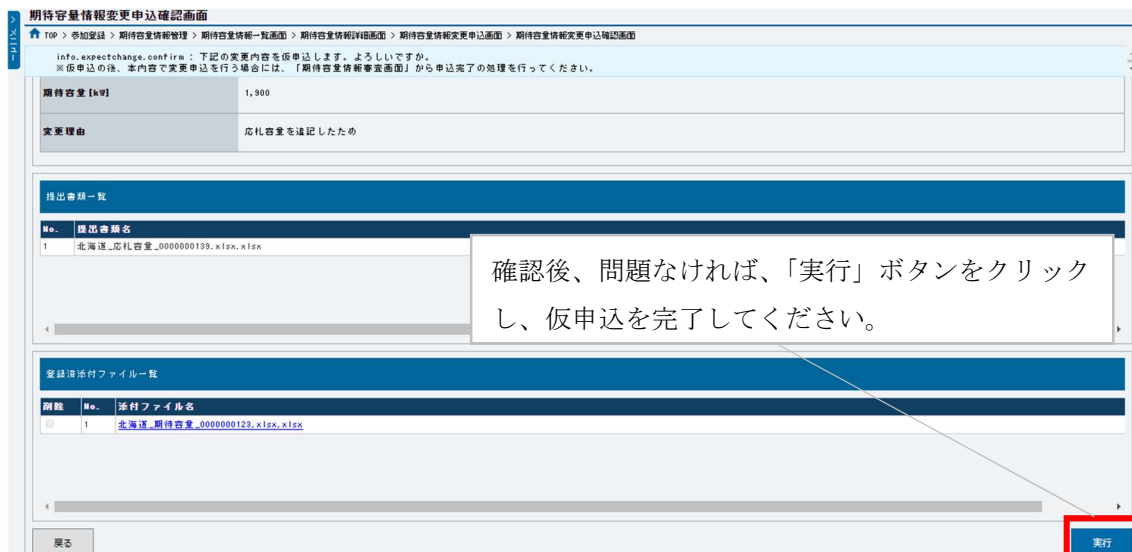 期待容量情報変更申込確認画面
メニュー
TOP > 参加登録 > 期待容量情報管理 > 期待容量情報一覧画面 > 期待容量情報詳細画面 > 期待容量情報変更申込画面 > 期待容量情報変更申込確認画面
info.expectchange.confirm : 下記の変更内容を仮申込します。よろしいですか。
※仮申込の後、本内容で変更申込を行う場合には、「期待容量情報審査画面」から申込完了の処理を行ってください。
期待容量[kW] 1,900
変更理由 応札容量を追記したため
提出書類一覧
No. 提出書類名
1 北海道_応札容量_0000000139.xlsx.xlsx
確認後、問題なければ、「実行」ボタンをクリック
し、仮申込を完了してください。
登録済添付ファイル一覧
削除 No. 添付ファイル名
1 北海道_期待容量_0000000123.xlsx.xlsx
戻る 実行